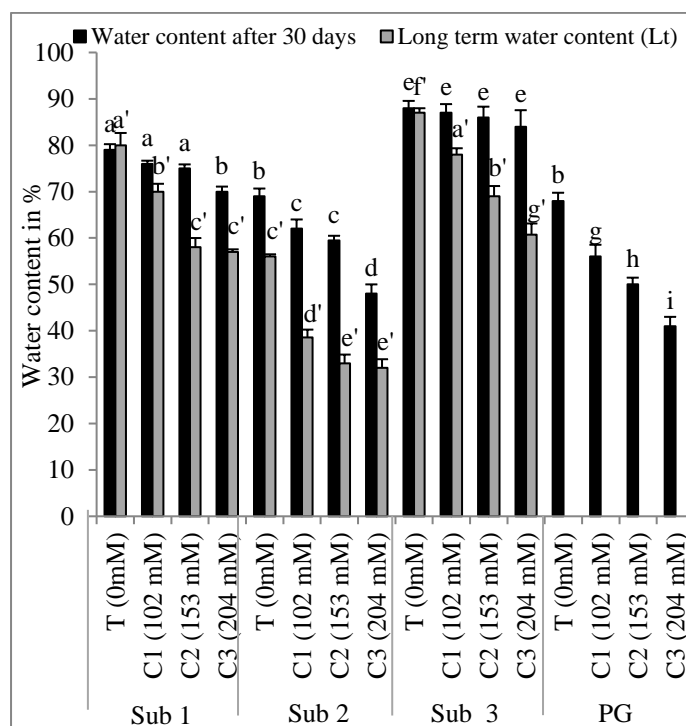 Water content after 30 days Long term water content (Lt)
Water content in %
100
90
80
70
60
50
40
30
20
10
0
a a' a b' a c' b c' b c' c d' c e' d e' e f' e a' e b' e g' b g h i
T (0mM) C1 (102 mM) C2 (153 mM) C3 (204 mM) T (0mM) C1 (102 mM) C2 (153 mM) C3 (204 mM) T (0mM) C1 (102 mM) C2 (153 mM) C3 (204 mM) T (0mM) C1 (102 mM) C2 (153 mM) C3 (204 mM)
Sub 1 Sub 2 Sub 3 PG